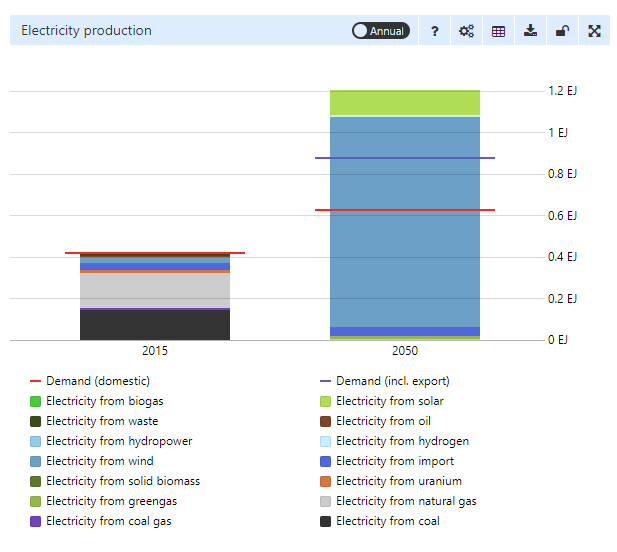 Electricity production
Annual
?
1.2 EJ
1 EJ
0.8 EJ
0.6 EJ
0.4 EJ
0.2 EJ
0 EJ
2015
2050
Demand (domestic)
Demand (incl. export)
Electricity from biogas
Electricity from solar
Electricity from waste
Electricity from oil
Electricity from hydropower
Electricity from hydrogen
Electricity from wind
Electricity from import
Electricity from solid biomass
Electricity from uranium
Electricity from greengas
Electricity from natural gas
Electricity from coal gas
Electricity from coal